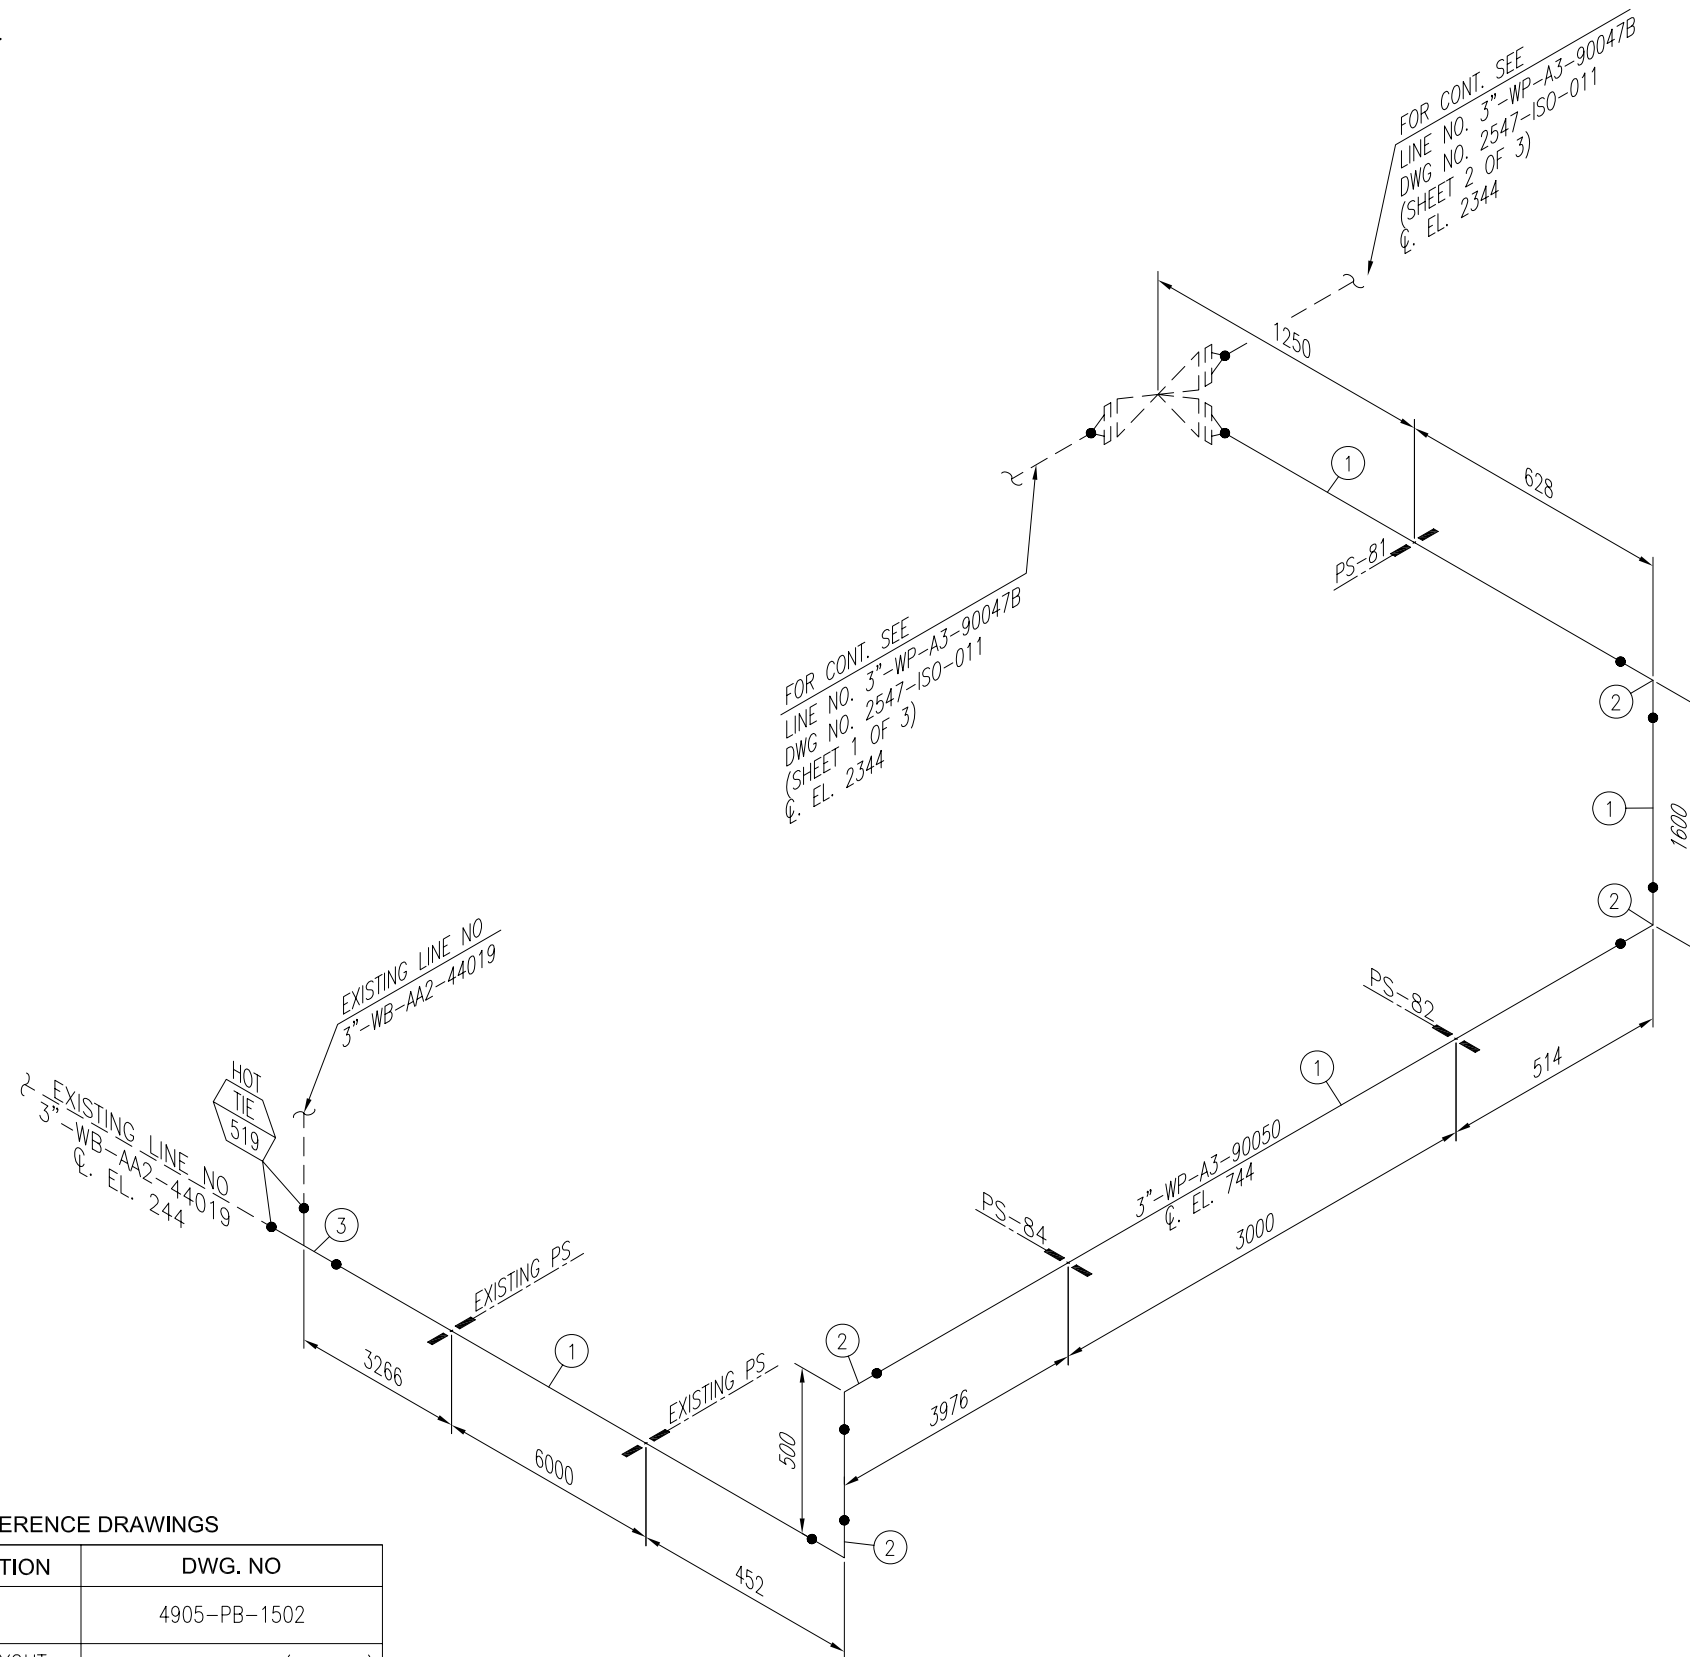 FOR CONT. SEE
LINE NO. 3"-WP-A3-90047B
DWG NO. 2547-ISO-011
(SHEET 2 OF 3)
℄. EL. 2344
1250
1
628
PS-81
2
FOR CONT. SEE
LINE NO. 3"-WP-A3-90047B
DWG NO. 2547-ISO-011
(SHEET 1 OF 3)
℄. EL. 2344
1
1600
2
EXISTING LINE NO
3"-WB-AA2-44019
PS-82
514
HOT
TIE
519
1
EXISTING LINE NO
3"-WB-AA2-44019
℄. EL. 244
3"-WP-A3-90050
℄. EL. 744
3
PS-84
3000
EXISTING PS
3266
1
2
EXISTING PS
3976
500
6000
2
452
ERENCE DRAWINGS
TION
DWG. NO
4905-PB-1502